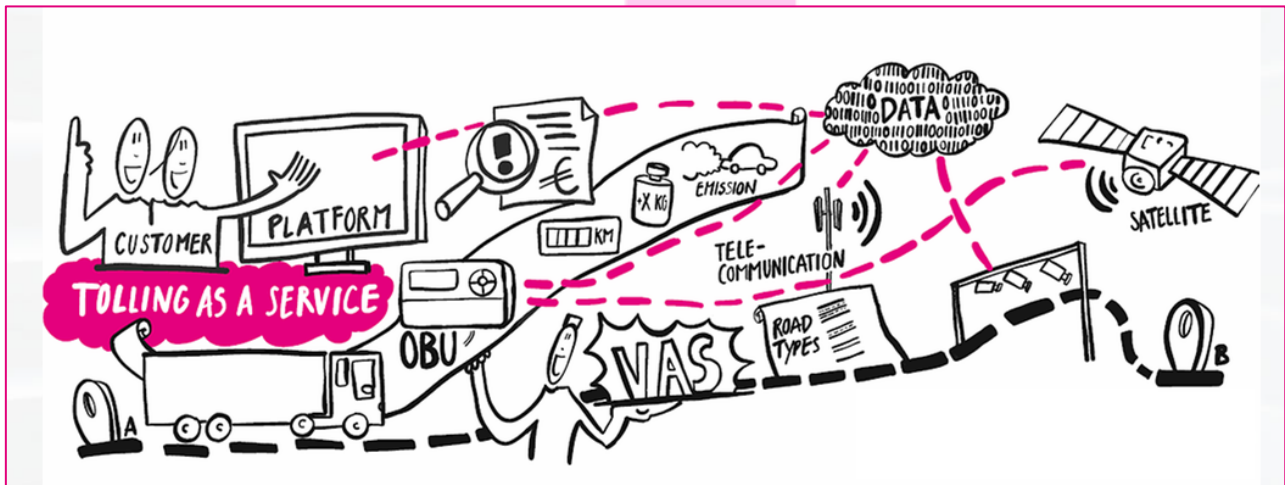 CUSTOMER
PLATFORM
TOLLING AS A SERVICE
!
€
KM
+X KG
EMISSION
DATA
TELE-
COMMUNICATION
SATELLITE
OBU
VAS
ROAD
TYPES
A
B